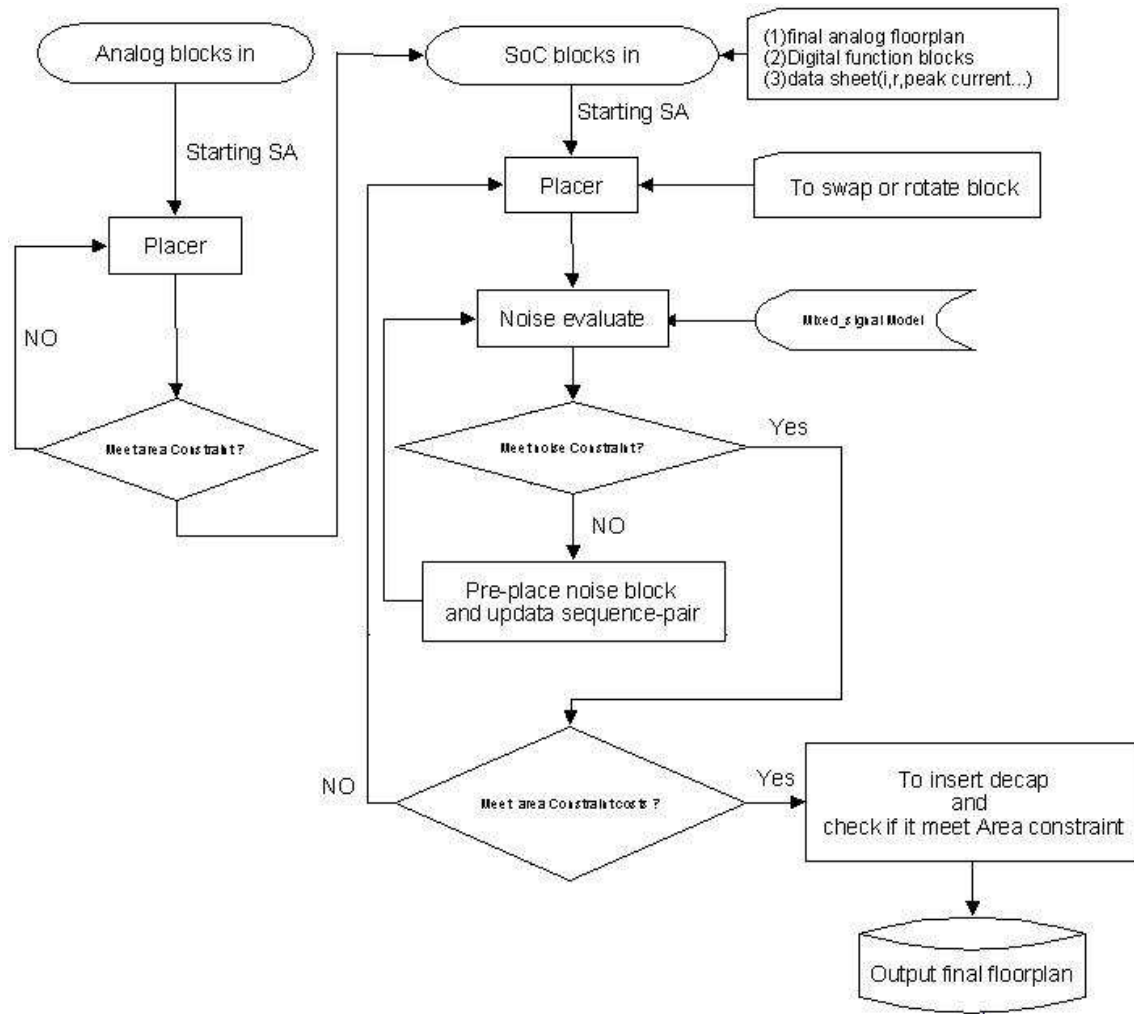 Analog blocks in
Starting SA
Placer
NO
Meet area Constraint?
SoC blocks in
(1)final analog floorplan
(2)Digital function blocks
(3)data sheet(i,r,peak current...)
Starting SA
Placer
To swap or rotate block
Noise evaluate
Mixed_signal Model
Meet noise Constraint?
Yes
NO
Pre-place noise block
and updata sequence-pair
NO
Meet area Constraint costs ?
Yes
To insert decap
and
check if it meet Area constraint
Output final floorplan